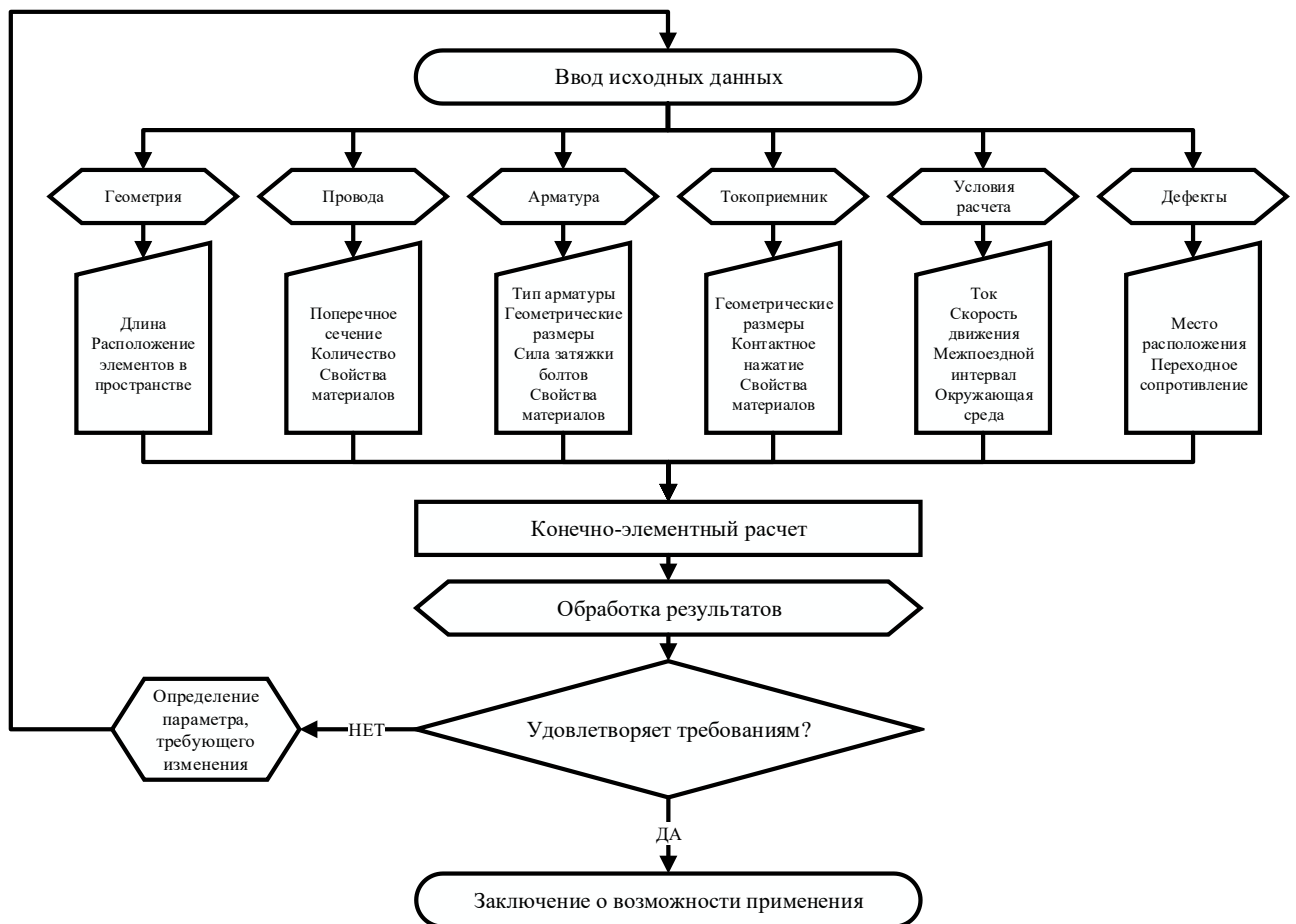 Ввод исходных данных
Геометрия
Провода
Арматура
Токоприемник
Условия
расчета
Дефекты
Длина
Расположение
элементов в
пространстве
Поперечное
сечение
Количество
Свойства
материалов
Тип арматуры
Геометрические
размеры
Сила затяжки
болтов
Свойства
материалов
Геометрические
размеры
Контактное
нажатие
Свойства
материалов
Ток
Скорость
движения
Межпоездной
интервал
Окружающая
среда
Место
расположения
Переходное
сопротивление
Конечно-элементный расчет
Обработка результатов
Определение
параметра,
требующего
изменения
НЕТ
Удовлетворяет требованиям?
ДА
Заключение о возможности применения